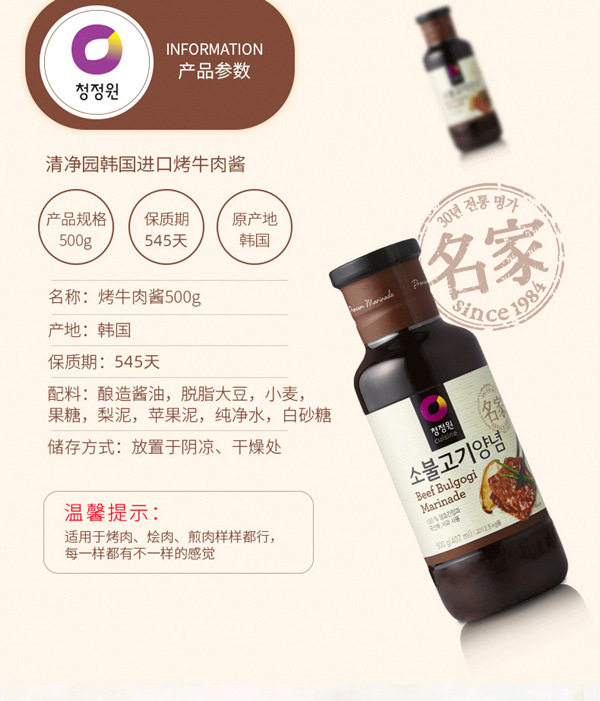 청정원
INFORMATION
产品参数
清净园韩国进口烤牛肉酱
产品规格
500g
保质期
545天
原产地
韩国
名称：烤牛肉酱500g
产地：韩国
保质期：545天
配料：酿造酱油，脱脂大豆，小麦，
果糖，梨泥，苹果泥，纯净水，白砂糖
储存方式：放置于阴凉、干燥处
温馨提示：
适用于烤肉、烩肉、煎肉样样都行，
每一样都有不一样的感觉
30년 전통 명가
名家
since 1984
Premium Marinade
名家
청정원
cuisine
소불고기양념
Beef Bulgogi
Marinade